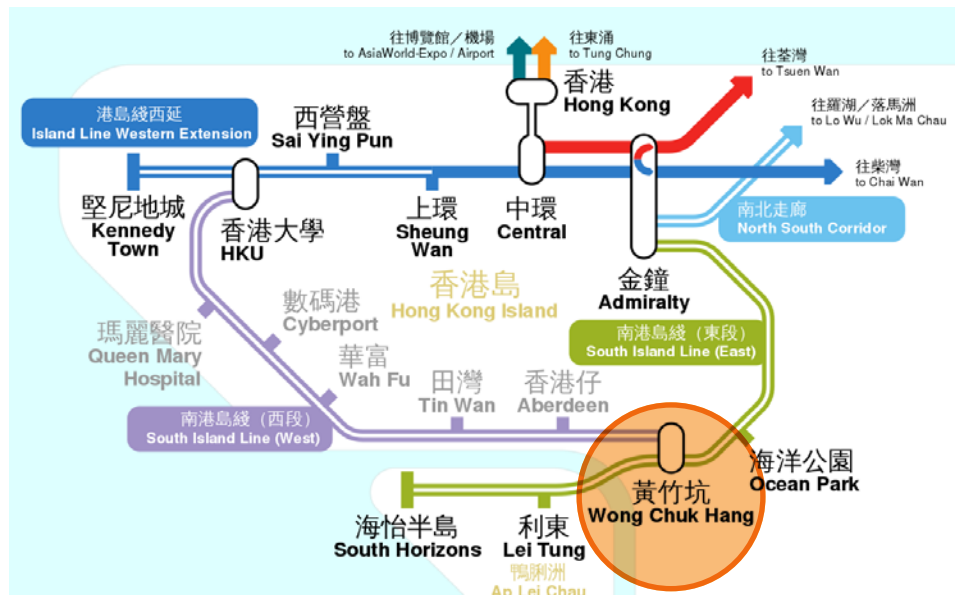 往博覽館／機場
to AsiaWorld-Expo / Airport
往東涌
to Tung Chung
香港
Hong Kong
往荃灣
to Tsuen Wan
往羅湖／落馬洲
to Lo Wu / Lok Ma Chau
港島綫西延
Island Line Western Extension
西營盤
Sai Ying Pun
往柴灣
to Chai Wan
堅尼地城
Kennedy
Town
香港大學
HKU
上環
Sheung
Wan
中環
Central
南北走廊
North South Corridor
金鐘
Admiralty
香港島
Hong Kong Island
數碼港
Cyberport
瑪麗醫院
Queen Mary
Hospital
南港島綫（東段）
South Island Line (East)
華富
Wah Fu
田灣
Tin Wan
香港仔
Aberdeen
南港島綫（西段）
South Island Line (West)
海洋公園
Ocean Park
黃竹坑
Wong Chuk Hang
海怡半島
South Horizons
利東
Lei Tung
鴨脷洲
Ap Lei Chau